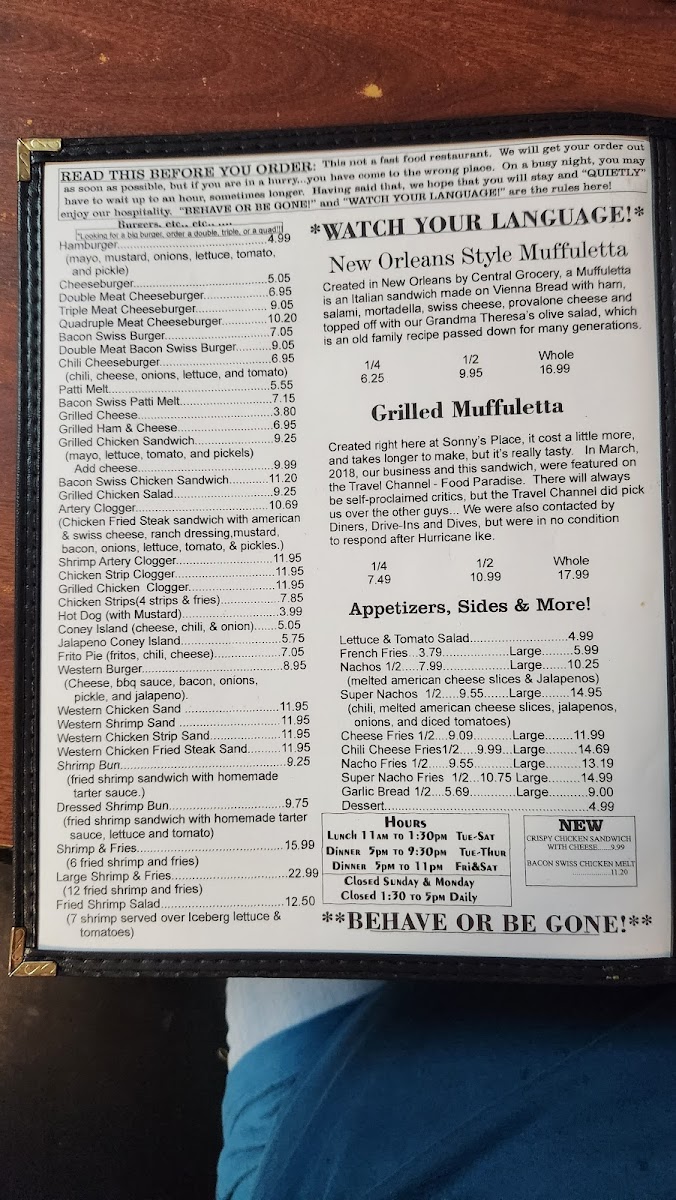 READ THIS BEFORE YOU ORDER: This not a fast food restaurant. We will get your order out
as soon as possible, but if you are in a hurry...you have come to the wrong place. On a busy night, you may
have to wait up to an hour, sometimes longer. Having said that, we hope that you will stay and "QUIETLY"
enjoy our hospitality. "BEHAVE OR BE GONE!" and "WATCH YOUR LANGUAGE!" are the rules here!
Burgers, etc., etc., ....
"Looking for a big burger, order a double, triple, or a quad!!
Hamburger....................................4.99
(mayo, mustard, onions, lettuce, tomato,
and pickle)
Cheeseburger...........................5.05
Double Meat Cheeseburger.............6.95
Triple Meat Cheeseburger...............9.05
Quadruple Meat Cheeseburger.........10.20
Bacon Swiss Burger......................7.05
Double Meat Bacon Swiss Burger........9.05
Chili Cheeseburger......................6.95
(chili, cheese, onions, lettuce, and tomato)
Patti Melt................................5.55
Bacon Swiss Patti Melt..................7.15
Grilled Cheese...........................3.80
Grilled Ham & Cheese..................6.95
Grilled Chicken Sandwich................9.25
(mayo, lettuce, tomato, and pickels)
Add cheese............................9.99
Bacon Swiss Chicken Sandwich.........11.20
Grilled Chicken Salad....................9.25
Artery Clogger...........................10.69
(Chicken Fried Steak sandwich with american
& swiss cheese, ranch dressing,mustard,
bacon, onions, lettuce, tomato, & pickles.)
Shrimp Artery Clogger...................11.95
Chicken Strip Clogger...................11.95
Grilled Chicken Clogger................11.95
Chicken Strips(4 strips & fries)..........7.85
Hot Dog (with Mustard)..................3.99
Coney Island (cheese, chili, & onion)......5.05
Jalapeno Coney Island...................5.75
Frito Pie (fritos, chili, cheese)............7.05
Western Burger..........................8.95
(Cheese, bbq sauce, bacon, onions,
pickle, and jalapeno).
Western Chicken Sand ..................11.95
Western Shrimp Sand ..................11.95
Western Chicken Strip Sand............11.95
Western Chicken Fried Steak Sand.......11.95
Shrimp Bun..............................9.25
(fried shrimp sandwich with homemade
tarter sauce.)
Dressed Shrimp Bun......................9.75
(fried shrimp sandwich with homemade tarter
sauce, lettuce and tomato)
Shrimp & Fries...........................15.99
(6 fried shrimp and fries)
Large Shrimp & Fries....................22.99
(12 fried shrimp and fries)
Fried Shrimp Salad.......................12.50
(7 shrimp served over Iceberg lettuce &
tomatoes)
*WATCH YOUR LANGUAGE!*
New Orleans Style Muffuletta
Created in New Orleans by Central Grocery, a Muffuletta
is an Italian sandwich made on Vienna Bread with ham,
salami, mortadella, swiss cheese, provalone cheese and
topped off with our Grandma Theresa's olive salad, which
is an old family recipe passed down for many generations.
1/4 1/2 Whole
6.25 9.95 16.99
Grilled Muffuletta
Created right here at Sonny's Place, it cost a little more,
and takes longer to make, but it's really tasty. In March,
2018, our business and this sandwich, were featured on
the Travel Channel - Food Paradise. There will always
be self-proclaimed critics, but the Travel Channel did pick
us over the other guys... We were also contacted by
Diners, Drive-Ins and Dives, but were in no condition
to respond after Hurricane Ike.
1/4 1/2 Whole
7.49 10.99 17.99
Appetizers, Sides & More!
Lettuce & Tomato Salad......................4.99
French Fries...3.79...............Large.......5.99
Nachos 1/2....7.99...............Large.......10.25
(melted american cheese slices & Jalapenos)
Super Nachos 1/2.....9.55.......Large.......14.95
(chili, melted american cheese slices, jalapenos,
onions, and diced tomatoes)
Cheese Fries 1/2....9.09.........Large.......11.99
Chili Cheese Fries1/2.....9.99...Large.......14.69
Nacho Fries 1/2.....9.55.........Large.......13.19
Super Nacho Fries 1/2...10.75 Large.......14.99
Garlic Bread 1/2....5.69.........Large.......9.00
Dessert........................................4.99
HOURS
LUNCH 11AM TO 1:30PM TUE-SAT
DINNER 5PM TO 9:30PM TUE-THUR
DINNER 5PM TO 11PM FRI&SAT
CLOSED SUNDAY & MONDAY
CLOSED 1:30 TO 5PM DAILY
NEW
CRISPY CHICKEN SANDWICH
WITH CHEESE......9.99
BACON SWISS CHICKEN MELT
....................11.20
**BEHAVE OR BE GONE!**